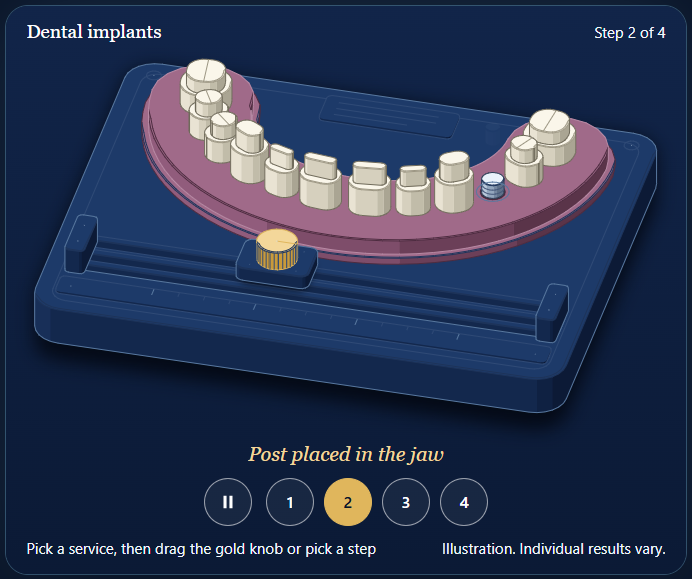 Dental implants
Step 2 of 4
Post placed in the jaw
1
2
3
4
Pick a service, then drag the gold knob or pick a step
Illustration. Individual results vary.